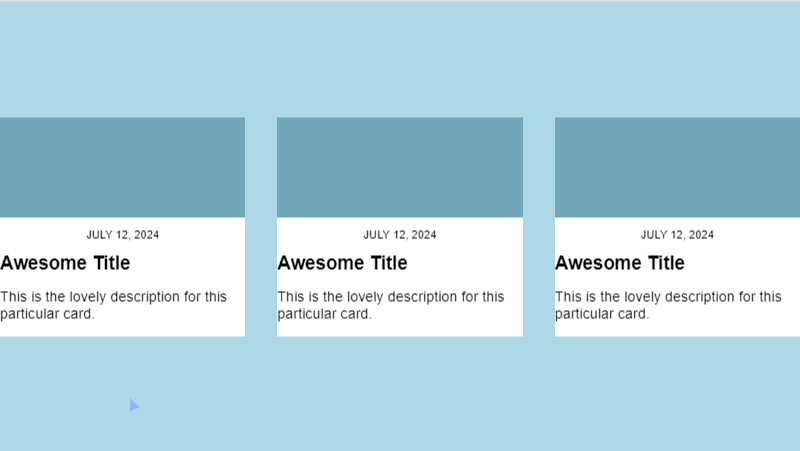 JULY 12, 2024
Awesome Title
This is the lovely description for this
particular card.
JULY 12, 2024
Awesome Title
This is the lovely description for this
particular card.
JULY 12, 2024
Awesome Title
This is the lovely description for this
particular card.